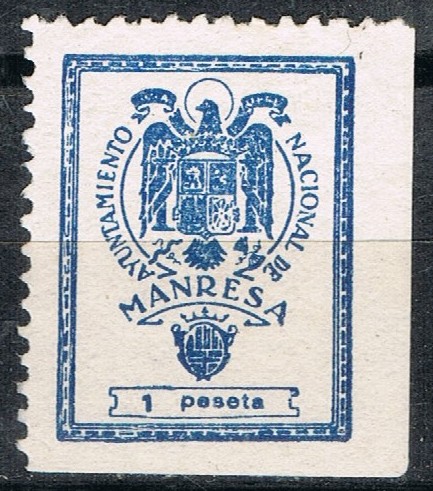 AYUNTAMIENTO
NACIONAL DE
MANRESA
1 peseta